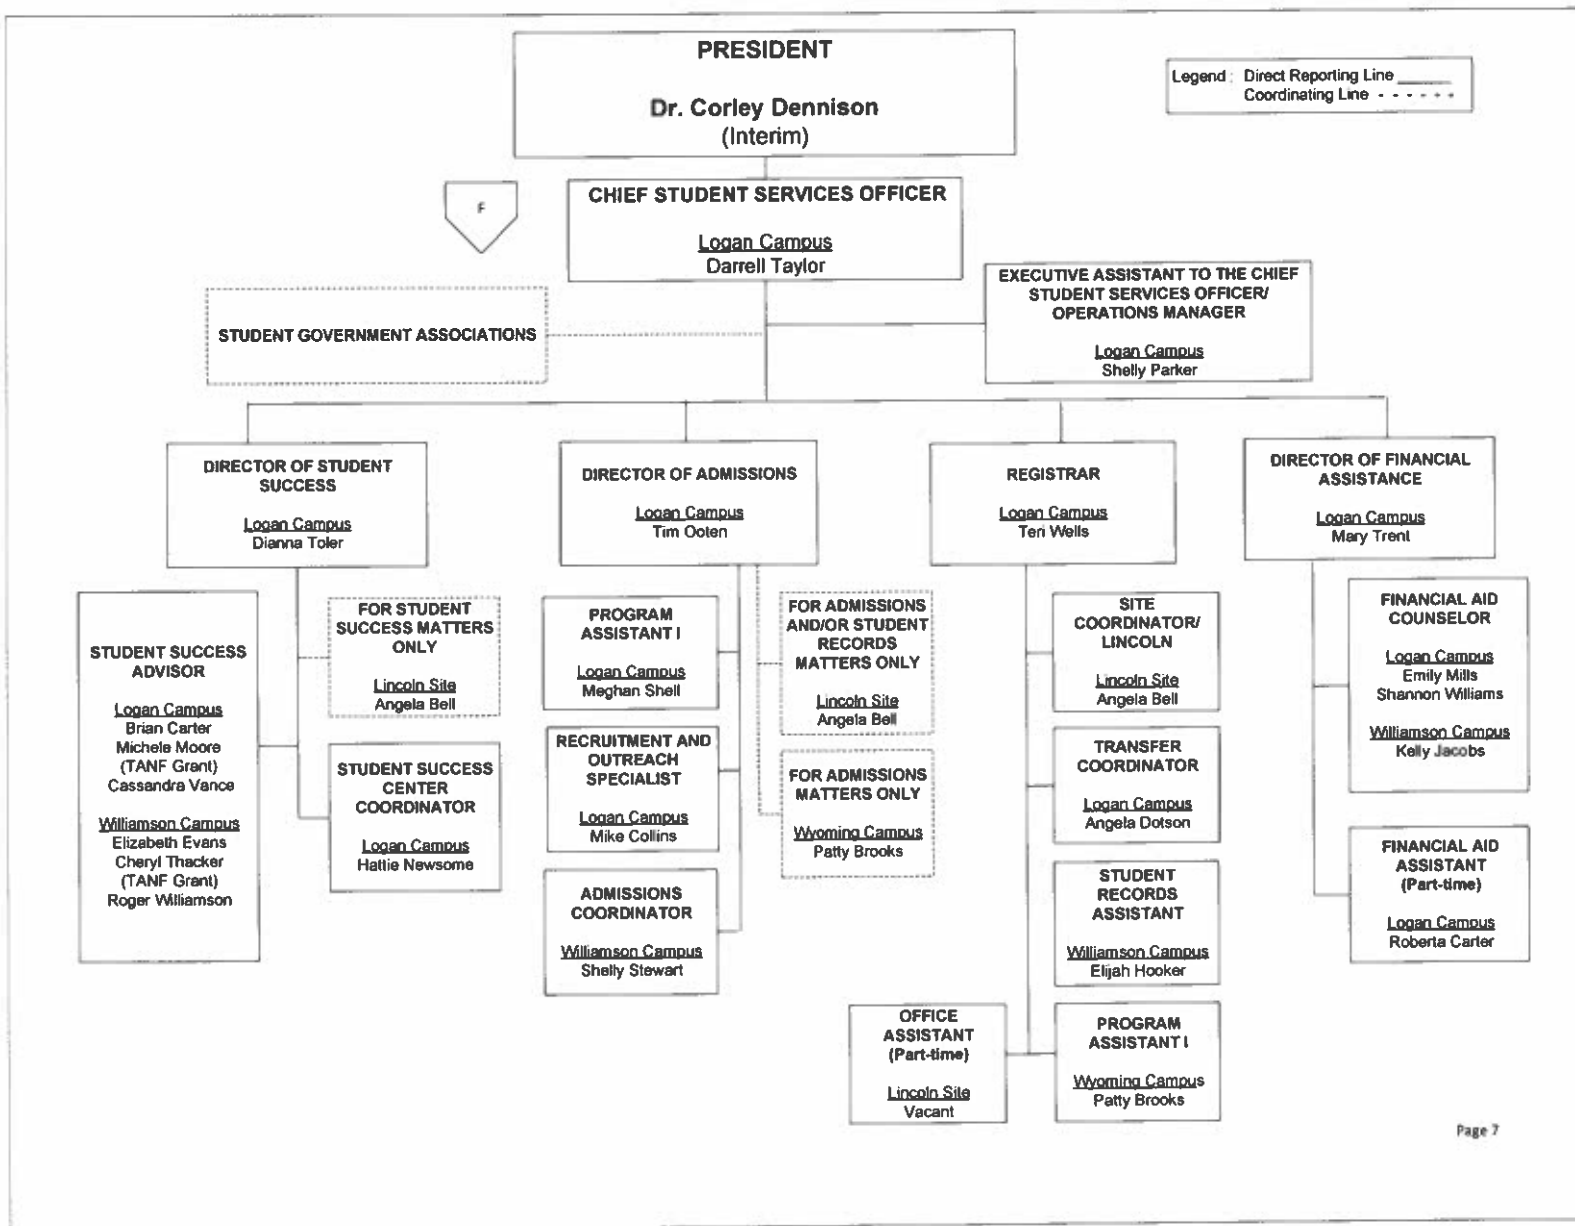 PRESIDENT
Dr. Corley Dennison
(Interim)
Legend : Direct Reporting Line ______
Coordinating Line - - - - - -
F
CHIEF STUDENT SERVICES OFFICER
Logan Campus
Darrell Taylor
STUDENT GOVERNMENT ASSOCIATIONS
EXECUTIVE ASSISTANT TO THE CHIEF
STUDENT SERVICES OFFICER/
OPERATIONS MANAGER
Logan Campus
Shelly Parker
DIRECTOR OF STUDENT
SUCCESS
Logan Campus
Dianna Toler
DIRECTOR OF ADMISSIONS
Logan Campus
Tim Ooten
REGISTRAR
Logan Campus
Teri Wells
DIRECTOR OF FINANCIAL
ASSISTANCE
Logan Campus
Mary Trent
STUDENT SUCCESS
ADVISOR
Logan Campus
Brian Carter
Michele Moore
(TANF Grant)
Cassandra Vance
Williamson Campus
Elizabeth Evans
Cheryl Thacker
(TANF Grant)
Roger Williamson
FOR STUDENT
SUCCESS MATTERS
ONLY
Lincoln Site
Angela Bell
STUDENT SUCCESS
CENTER
COORDINATOR
Logan Campus
Hattie Newsome
PROGRAM
ASSISTANT I
Logan Campus
Meghan Shell
RECRUITMENT AND
OUTREACH
SPECIALIST
Logan Campus
Mike Collins
ADMISSIONS
COORDINATOR
Williamson Campus
Shelly Stewart
FOR ADMISSIONS
AND/OR STUDENT
RECORDS
MATTERS ONLY
Lincoln Site
Angela Bell
FOR ADMISSIONS
MATTERS ONLY
Wyoming Campus
Patty Brooks
SITE
COORDINATOR/
LINCOLN
Lincoln Site
Angela Bell
TRANSFER
COORDINATOR
Logan Campus
Angela Dotson
STUDENT
RECORDS
ASSISTANT
Williamson Campus
Elijah Hooker
OFFICE
ASSISTANT
(Part-time)
Lincoln Site
Vacant
PROGRAM
ASSISTANT I
Wyoming Campus
Patty Brooks
FINANCIAL AID
COUNSELOR
Logan Campus
Emily Mills
Shannon Williams
Williamson Campus
Kelly Jacobs
FINANCIAL AID
ASSISTANT
(Part-time)
Logan Campus
Roberta Carter
Page 7